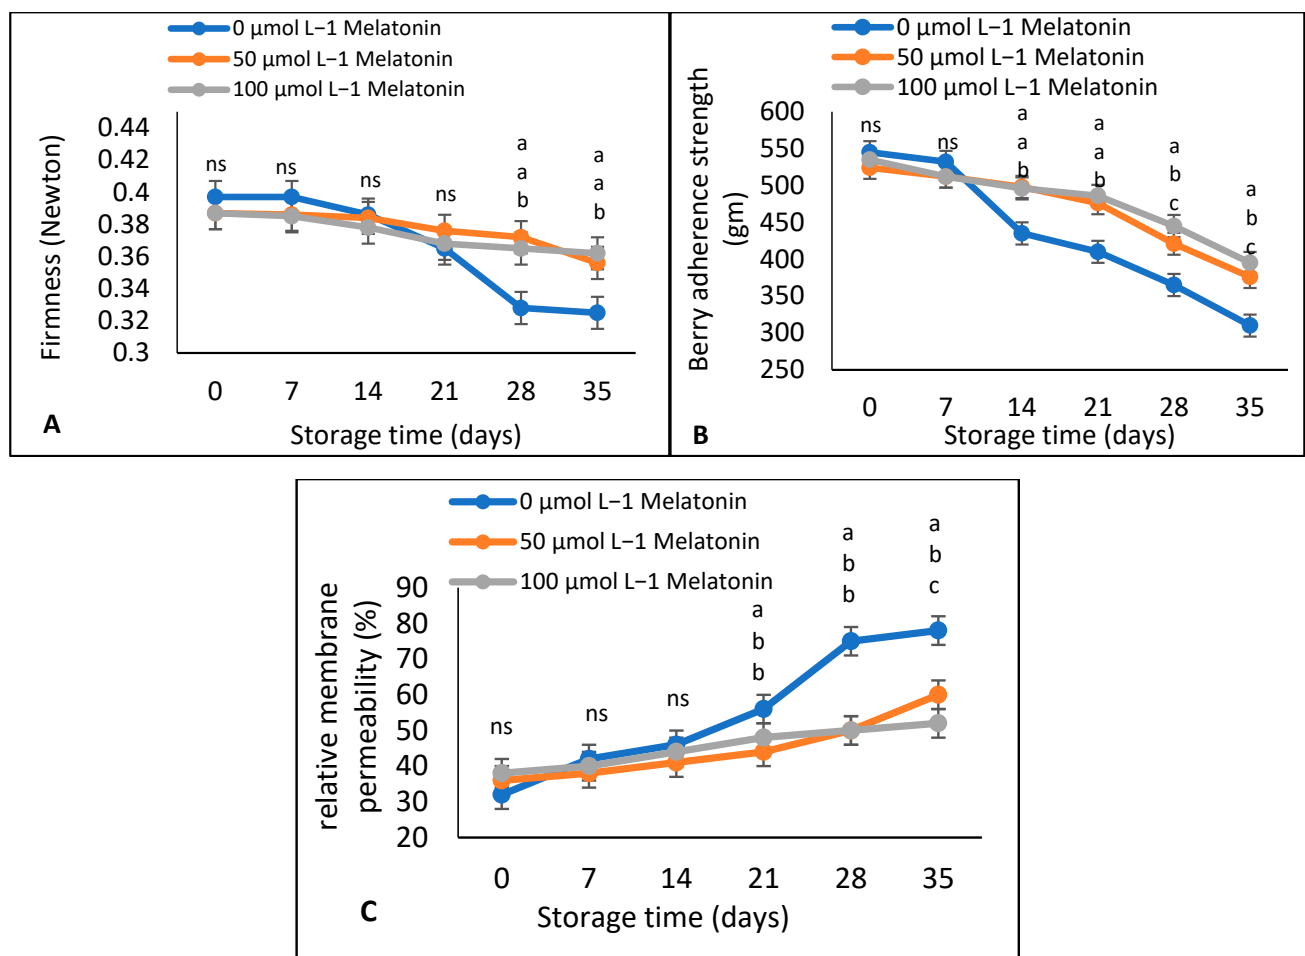 0 µmol L−1 Melatonin
50 µmol L−1 Melatonin
100 µmol L−1 Melatonin
Firmness (Newton)
0.44
0.42
0.4
0.38
0.36
0.34
0.32
0.3
ns
ns
ns
ns
a
a
b
a
a
b
0 7 14 21 28 35
Storage time (days)
A
0 µmol L−1 Melatonin
50 µmol L−1 Melatonin
100 µmol L−1 Melatonin
Berry adherence strength
(gm)
600
550
500
450
400
350
300
250
ns
ns
a
a
b
a
a
b
a
b
c
a
b
c
0 7 14 21 28 35
Storage time (days)
B
0 µmol L−1 Melatonin
50 µmol L−1 Melatonin
100 µmol L−1 Melatonin
relative membrane
permeability (%)
90
80
70
60
50
40
30
20
ns
ns
ns
a
b
b
a
b
b
a
b
c
0 7 14 21 28 35
Storage time (days)
C